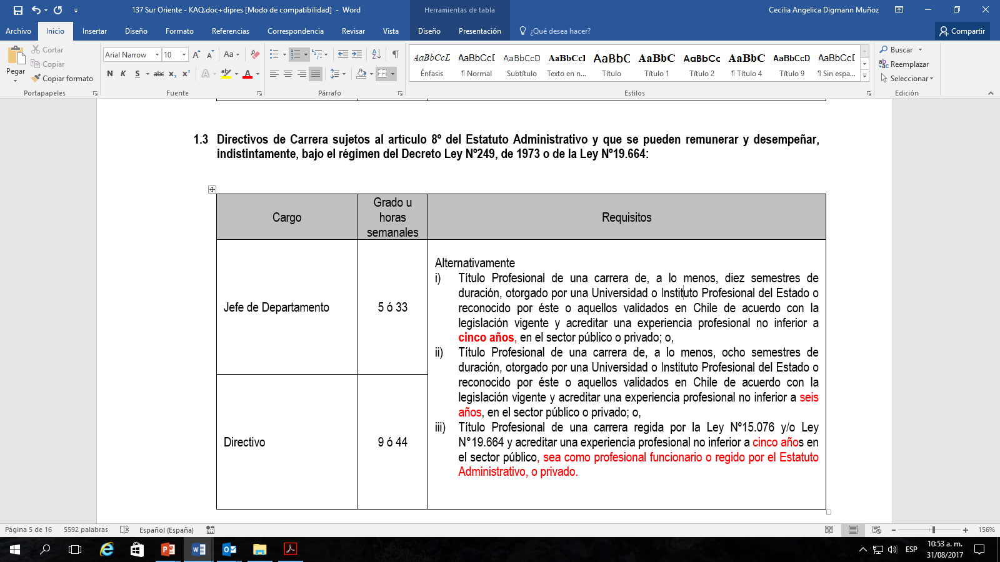 137 Sur Oriente - KAQ.doc+dipres [Modo de compatibilidad] - Word
Herramientas de tabla
Cecilia Angelica Digmann Muñoz
Archivo Inicio Insertar Diseño Formato Referencias Correspondencia Revisar Vista Diseño Presentación ¿Qué desea hacer? Compartir
Pegar
Cortar
Copiar
Copiar formato
Portapapeles
Arial Narrow 10
N K S abc x₂ x²
Fuente
Párrafo
AaBbCcD AaBbCcD AaBbCcD AaBbCcI AaBbC AaBbC AaBbCc AaBbC AaBbCcD AaBbCcD
Énfasis ¶ Normal Subtítulo Texto en n... Título Título 1 Título 2 ¶ Título 4 Título 9 ¶ Sin espa...
Estilos
Buscar
Reemplazar
Seleccionar
Edición
1.3 Directivos de Carrera sujetos al artículo 8º del Estatuto Administrativo y que se pueden remunerar y desempeñar,
indistintamente, bajo el régimen del Decreto Ley Nº249, de 1973 o de la Ley Nº19.664:
Cargo
Grado u
horas
semanales
Requisitos
Jefe de Departamento
5 ó 33
Directivo
9 ó 44
Alternativamente
i) Título Profesional de una carrera de, a lo menos, diez semestres de
duración, otorgado por una Universidad o Instituto Profesional del Estado o
reconocido por éste o aquellos validados en Chile de acuerdo con la
legislación vigente y acreditar una experiencia profesional no inferior a
cinco años, en el sector público o privado; o,
ii) Título Profesional de una carrera de, a lo menos, ocho semestres de
duración, otorgado por una Universidad o Instituto Profesional del Estado o
reconocido por éste o aquellos validados en Chile de acuerdo con la
legislación vigente y acreditar una experiencia profesional no inferior a seis
años, en el sector público o privado; o,
iii) Título Profesional de una carrera regida por la Ley Nº15.076 y/o Ley
N°19.664 y acreditar una experiencia profesional no inferior a cinco años en
el sector público, sea como profesional funcionario o regido por el Estatuto
Administrativo, o privado.
Página 5 de 16 5592 palabras Español (España) 156%
ESP
10:53 a. m.
31/08/2017